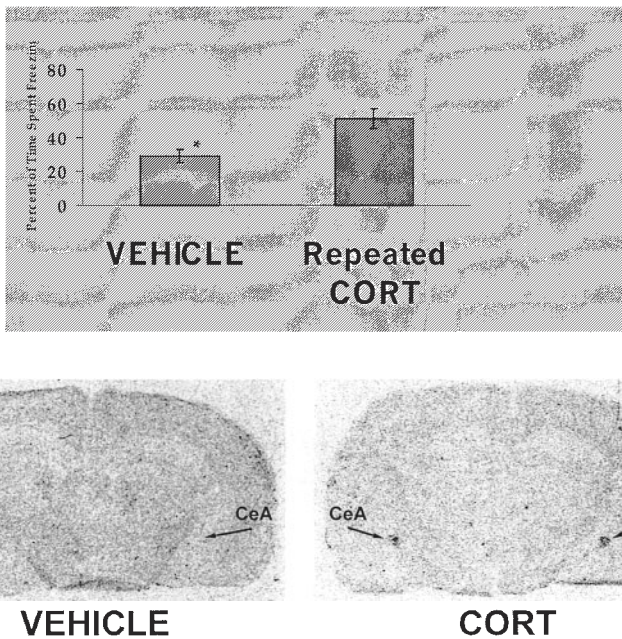 Percent of Time Spent Freezing
80
60
40
20
0
*
VEHICLE
Repeated
CORT
CeA
CeA
VEHICLE
CORT